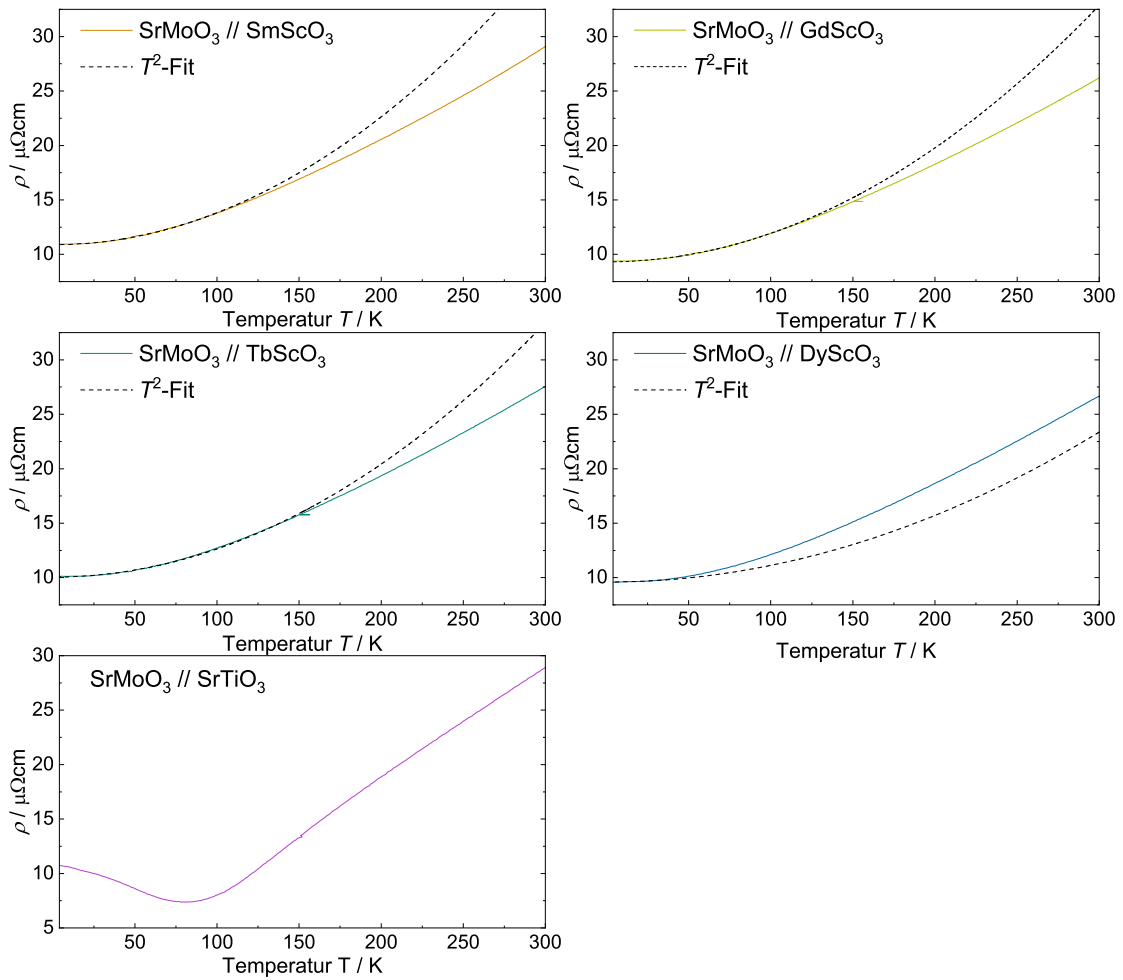 SrMoO₃ // SmScO₃
T²-Fit
30
25
20
15
10
ρ / μΩcm
50 100 150 200 250 300
Temperatur T / K
SrMoO₃ // GdScO₃
T²-Fit
30
25
20
15
10
ρ / μΩcm
50 100 150 200 250 300
Temperatur T / K
SrMoO₃ // TbScO₃
T²-Fit
30
25
20
15
10
ρ / μΩcm
50 100 150 200 250 300
Temperatur T / K
SrMoO₃ // DyScO₃
T²-Fit
30
25
20
15
10
ρ / μΩcm
50 100 150 200 250 300
Temperatur T / K
SrMoO₃ // SrTiO₃
30
25
20
15
10
5
ρ / μΩcm
50 100 150 200 250 300
Temperatur T / K